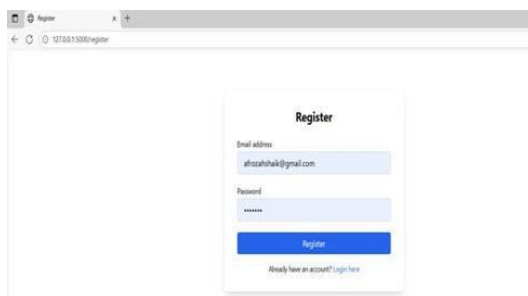 Register
127.0.0.1:5000/register
Register
Email address
afrozahshaik@gmail.com
Password
•••••••
Register
Already have an account? Login here